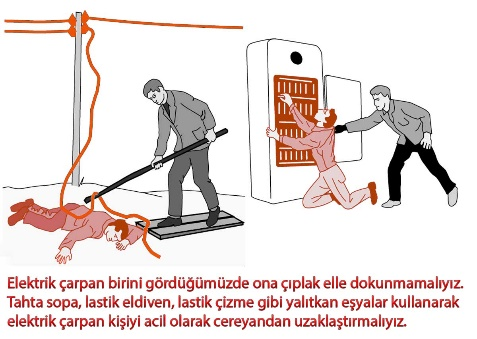 Elektrik çarpan birini gördüğümüzde ona çıplak elle dokunmamalıyız.
Tahta sopa, lastik eldiven, lastik çizme gibi yalıtkan eşyalar kullanarak
elektrik çarpan kişiyi acil olarak cereyandan uzaklaştırmalıyız.